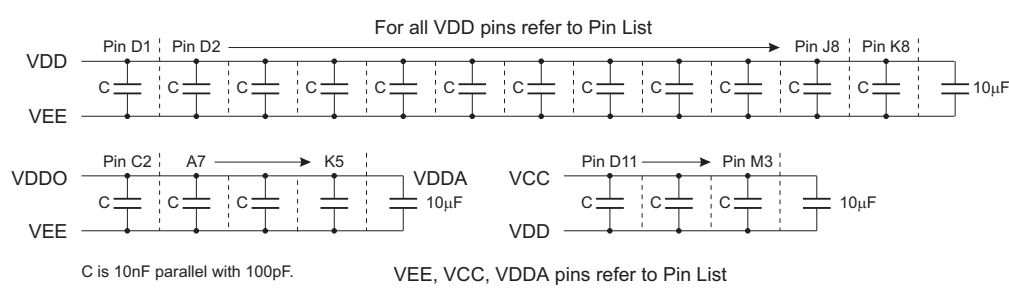 For all VDD pins refer to Pin List
Pin D1 Pin D2 Pin J8 Pin K8
VDD
C C C C C C C C C C C C 10μF
VEE
Pin C2 A7 K5
VDDO VDDA
C C C C 10μF
VEE
Pin D11 Pin M3
VCC
C C C 10μF
VDD
C is 10nF parallel with 100pF.
VEE, VCC, VDDA pins refer to Pin List